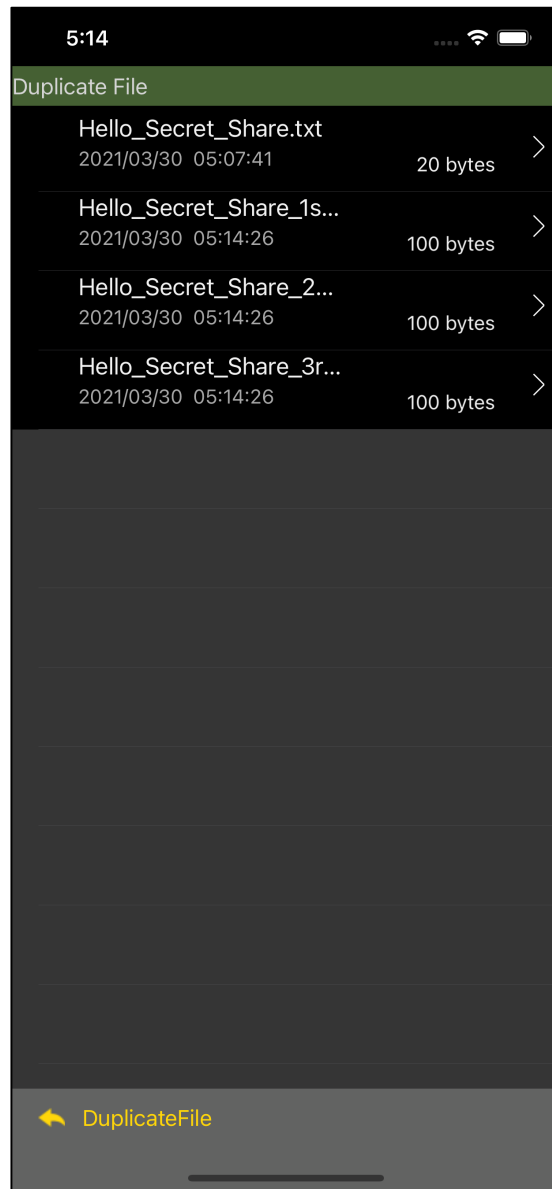 5:14
Duplicate File
Hello_Secret_Share.txt
2021/03/30 05:07:41
20 bytes
Hello_Secret_Share_1s...
2021/03/30 05:14:26
100 bytes
Hello_Secret_Share_2...
2021/03/30 05:14:26
100 bytes
Hello_Secret_Share_3r...
2021/03/30 05:14:26
100 bytes
DuplicateFile